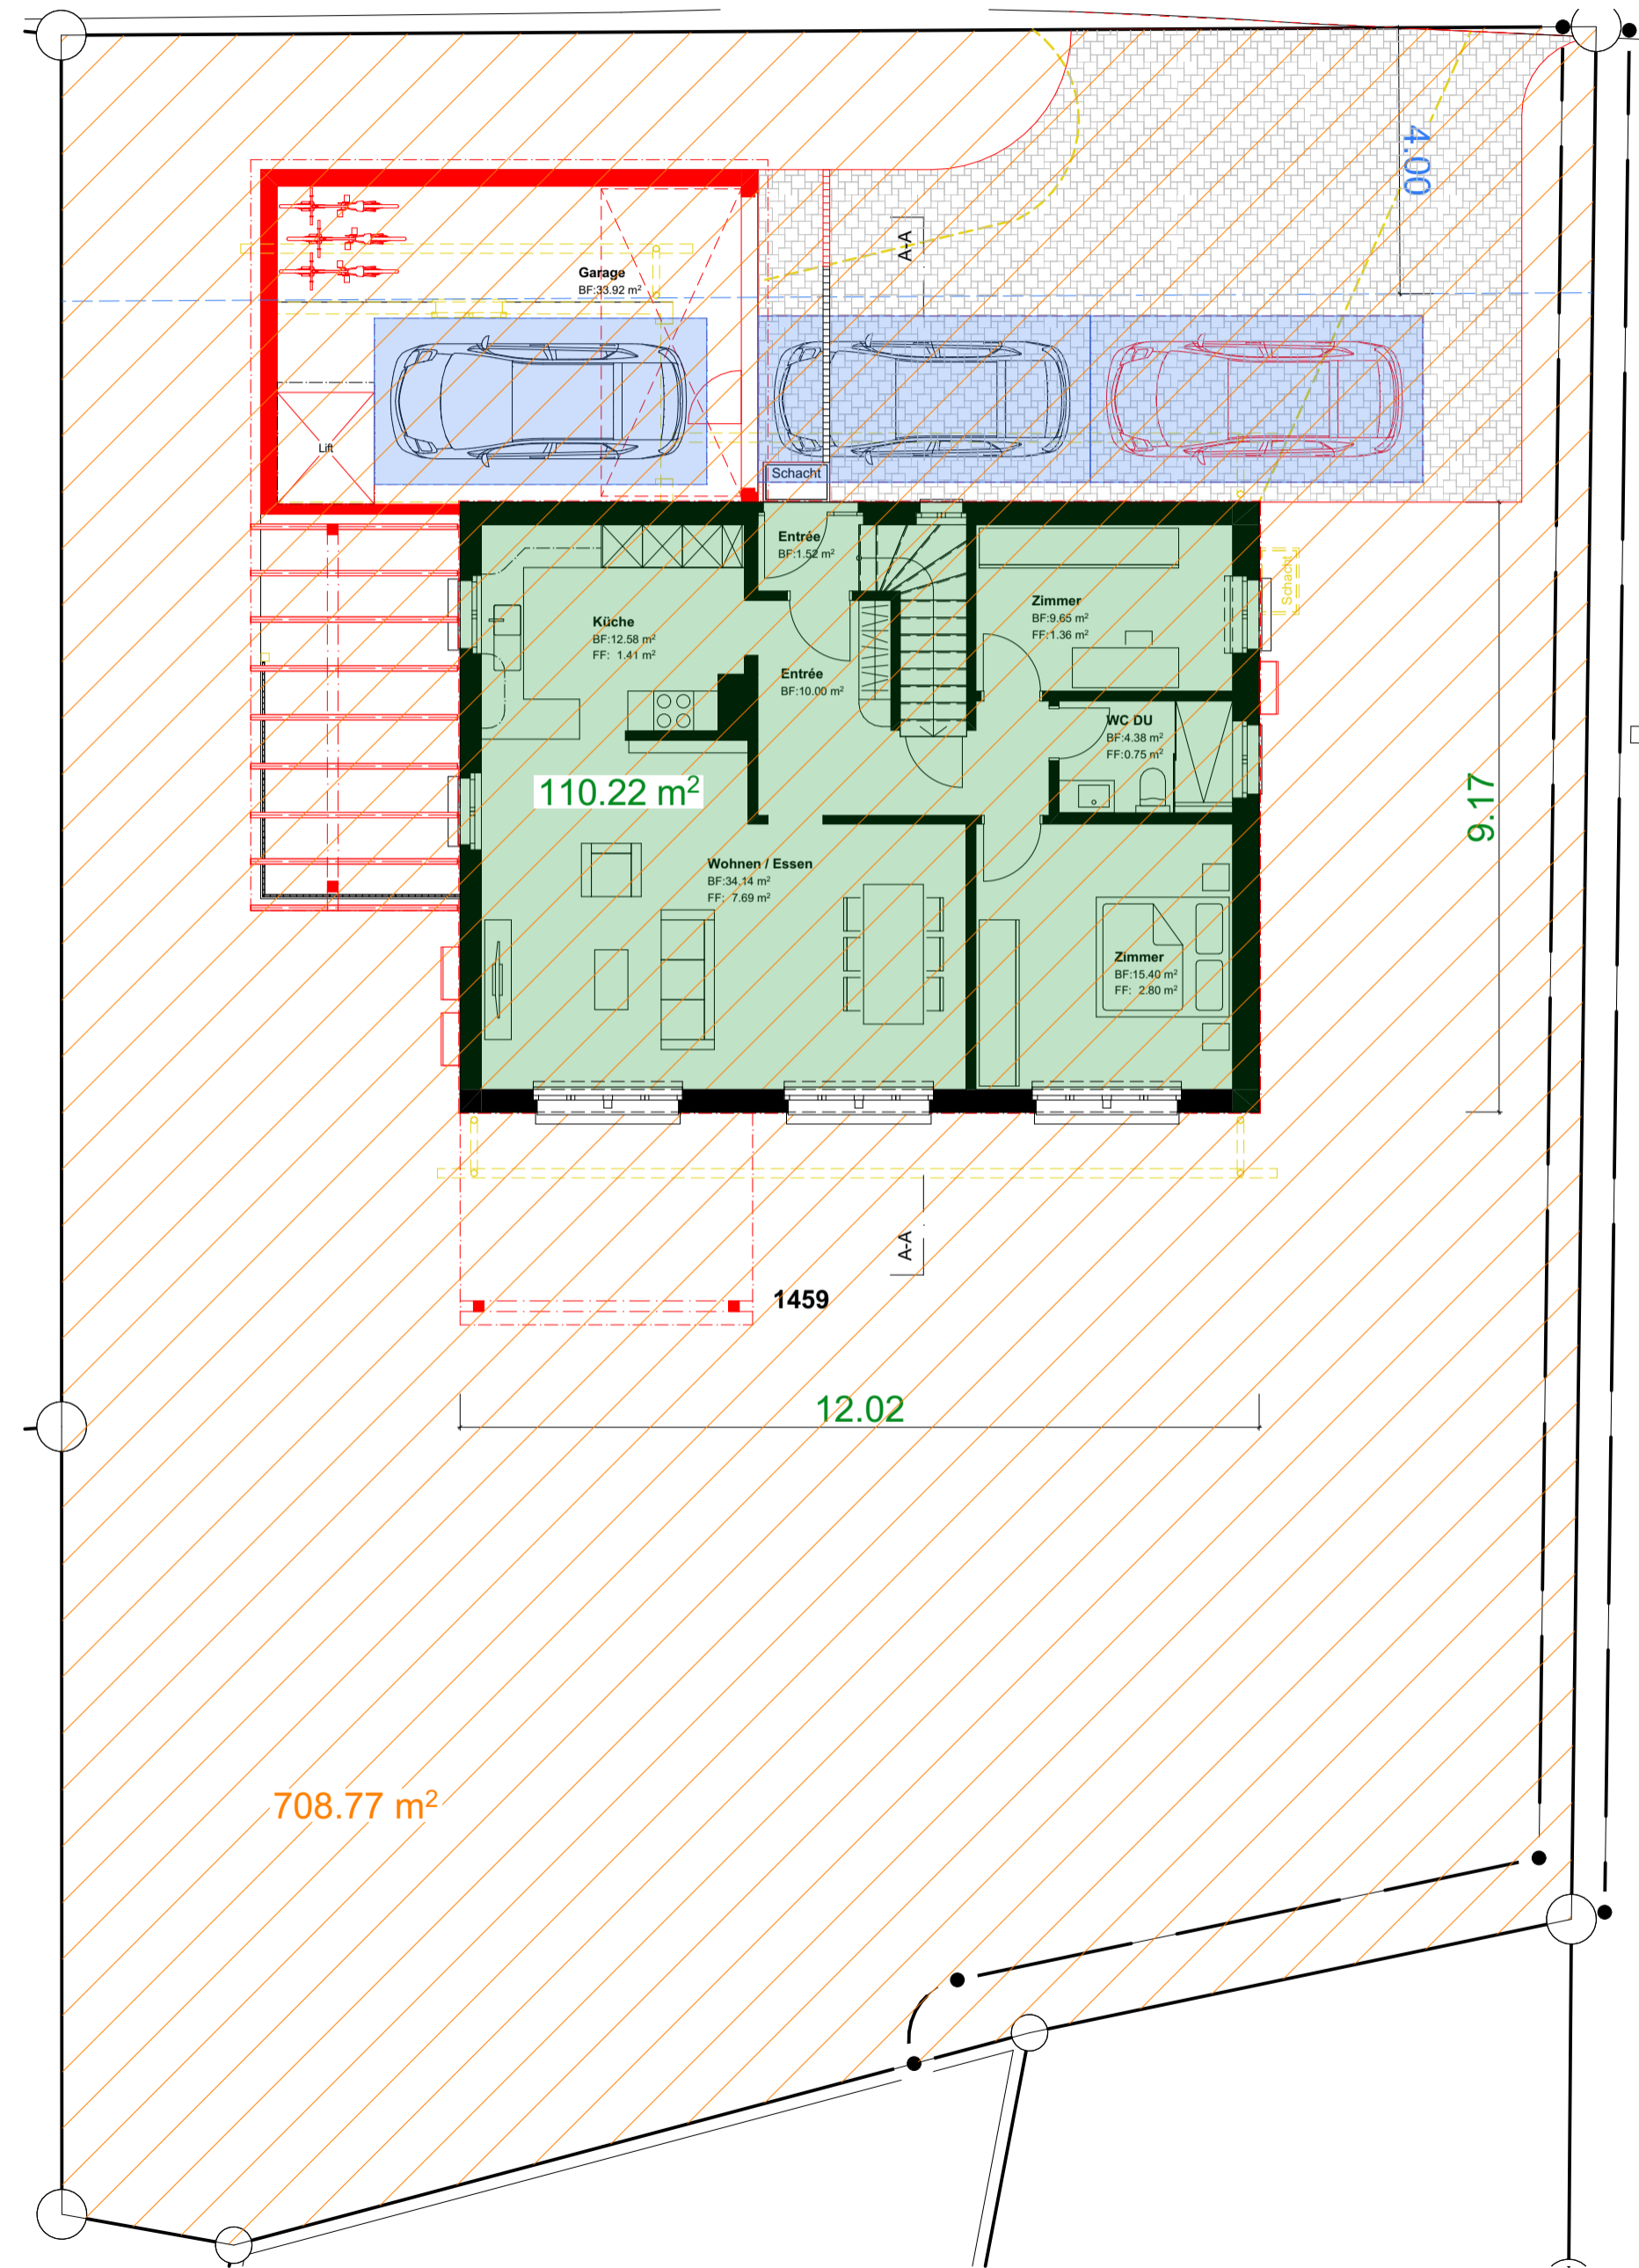 4.00
A-A
Garage
BF:33.92 m²
Lift
Schacht
Entrée
BF:1.52 m²
Schacht
Zimmer
BF:9.65 m²
FF:1.36 m²
Küche
BF:12.58 m²
FF: 1.41 m²
Entrée
BF:10.00 m²
WC DU
BF:4.38 m²
FF:0.75 m²
110.22 m²
9.17
Wohnen / Essen
BF:34.14 m²
FF: 7.69 m²
Zimmer
BF:15.40 m²
FF: 2.80 m²
A-A
1459
12.02
708.77 m²